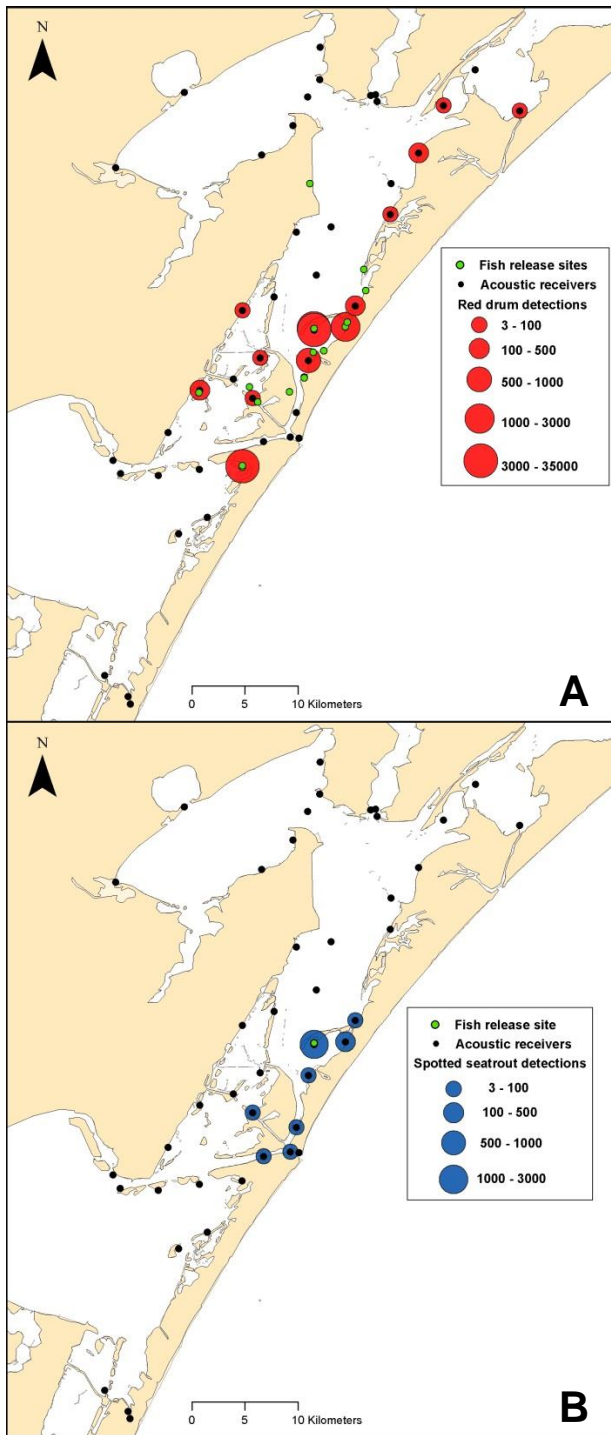 N
Fish release sites
Acoustic receivers
Red drum detections
3 - 100
100 - 500
500 - 1000
1000 - 3000
3000 - 35000
0 5 10 Kilometers
A
N
Fish release site
Acoustic receivers
Spotted seatrout detections
3 - 100
100 - 500
500 - 1000
1000 - 3000
0 5 10 Kilometers
B